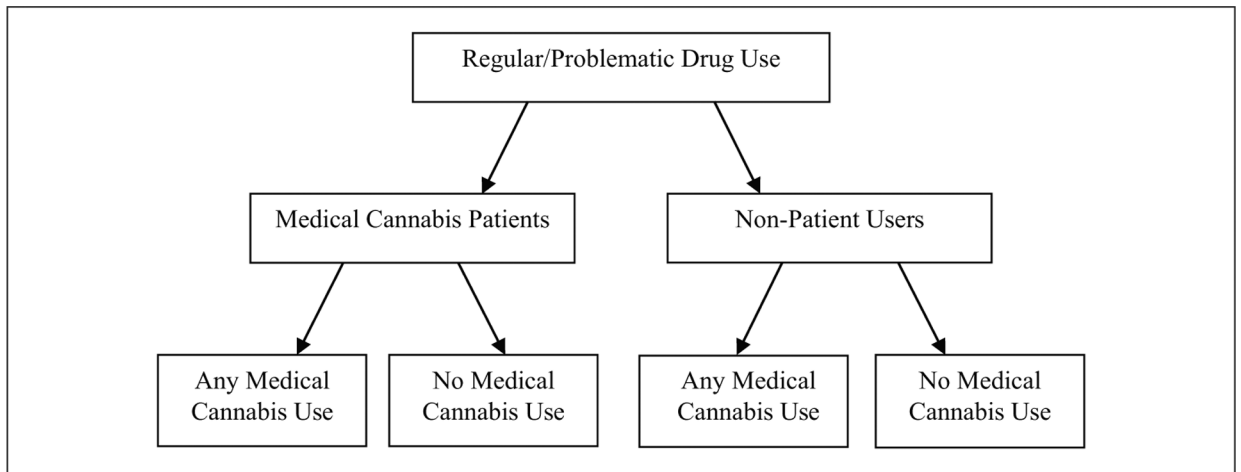 Regular/Problematic Drug Use
Medical Cannabis Patients
Non-Patient Users
Any Medical
Cannabis Use
No Medical
Cannabis Use
Any Medical
Cannabis Use
No Medical
Cannabis Use